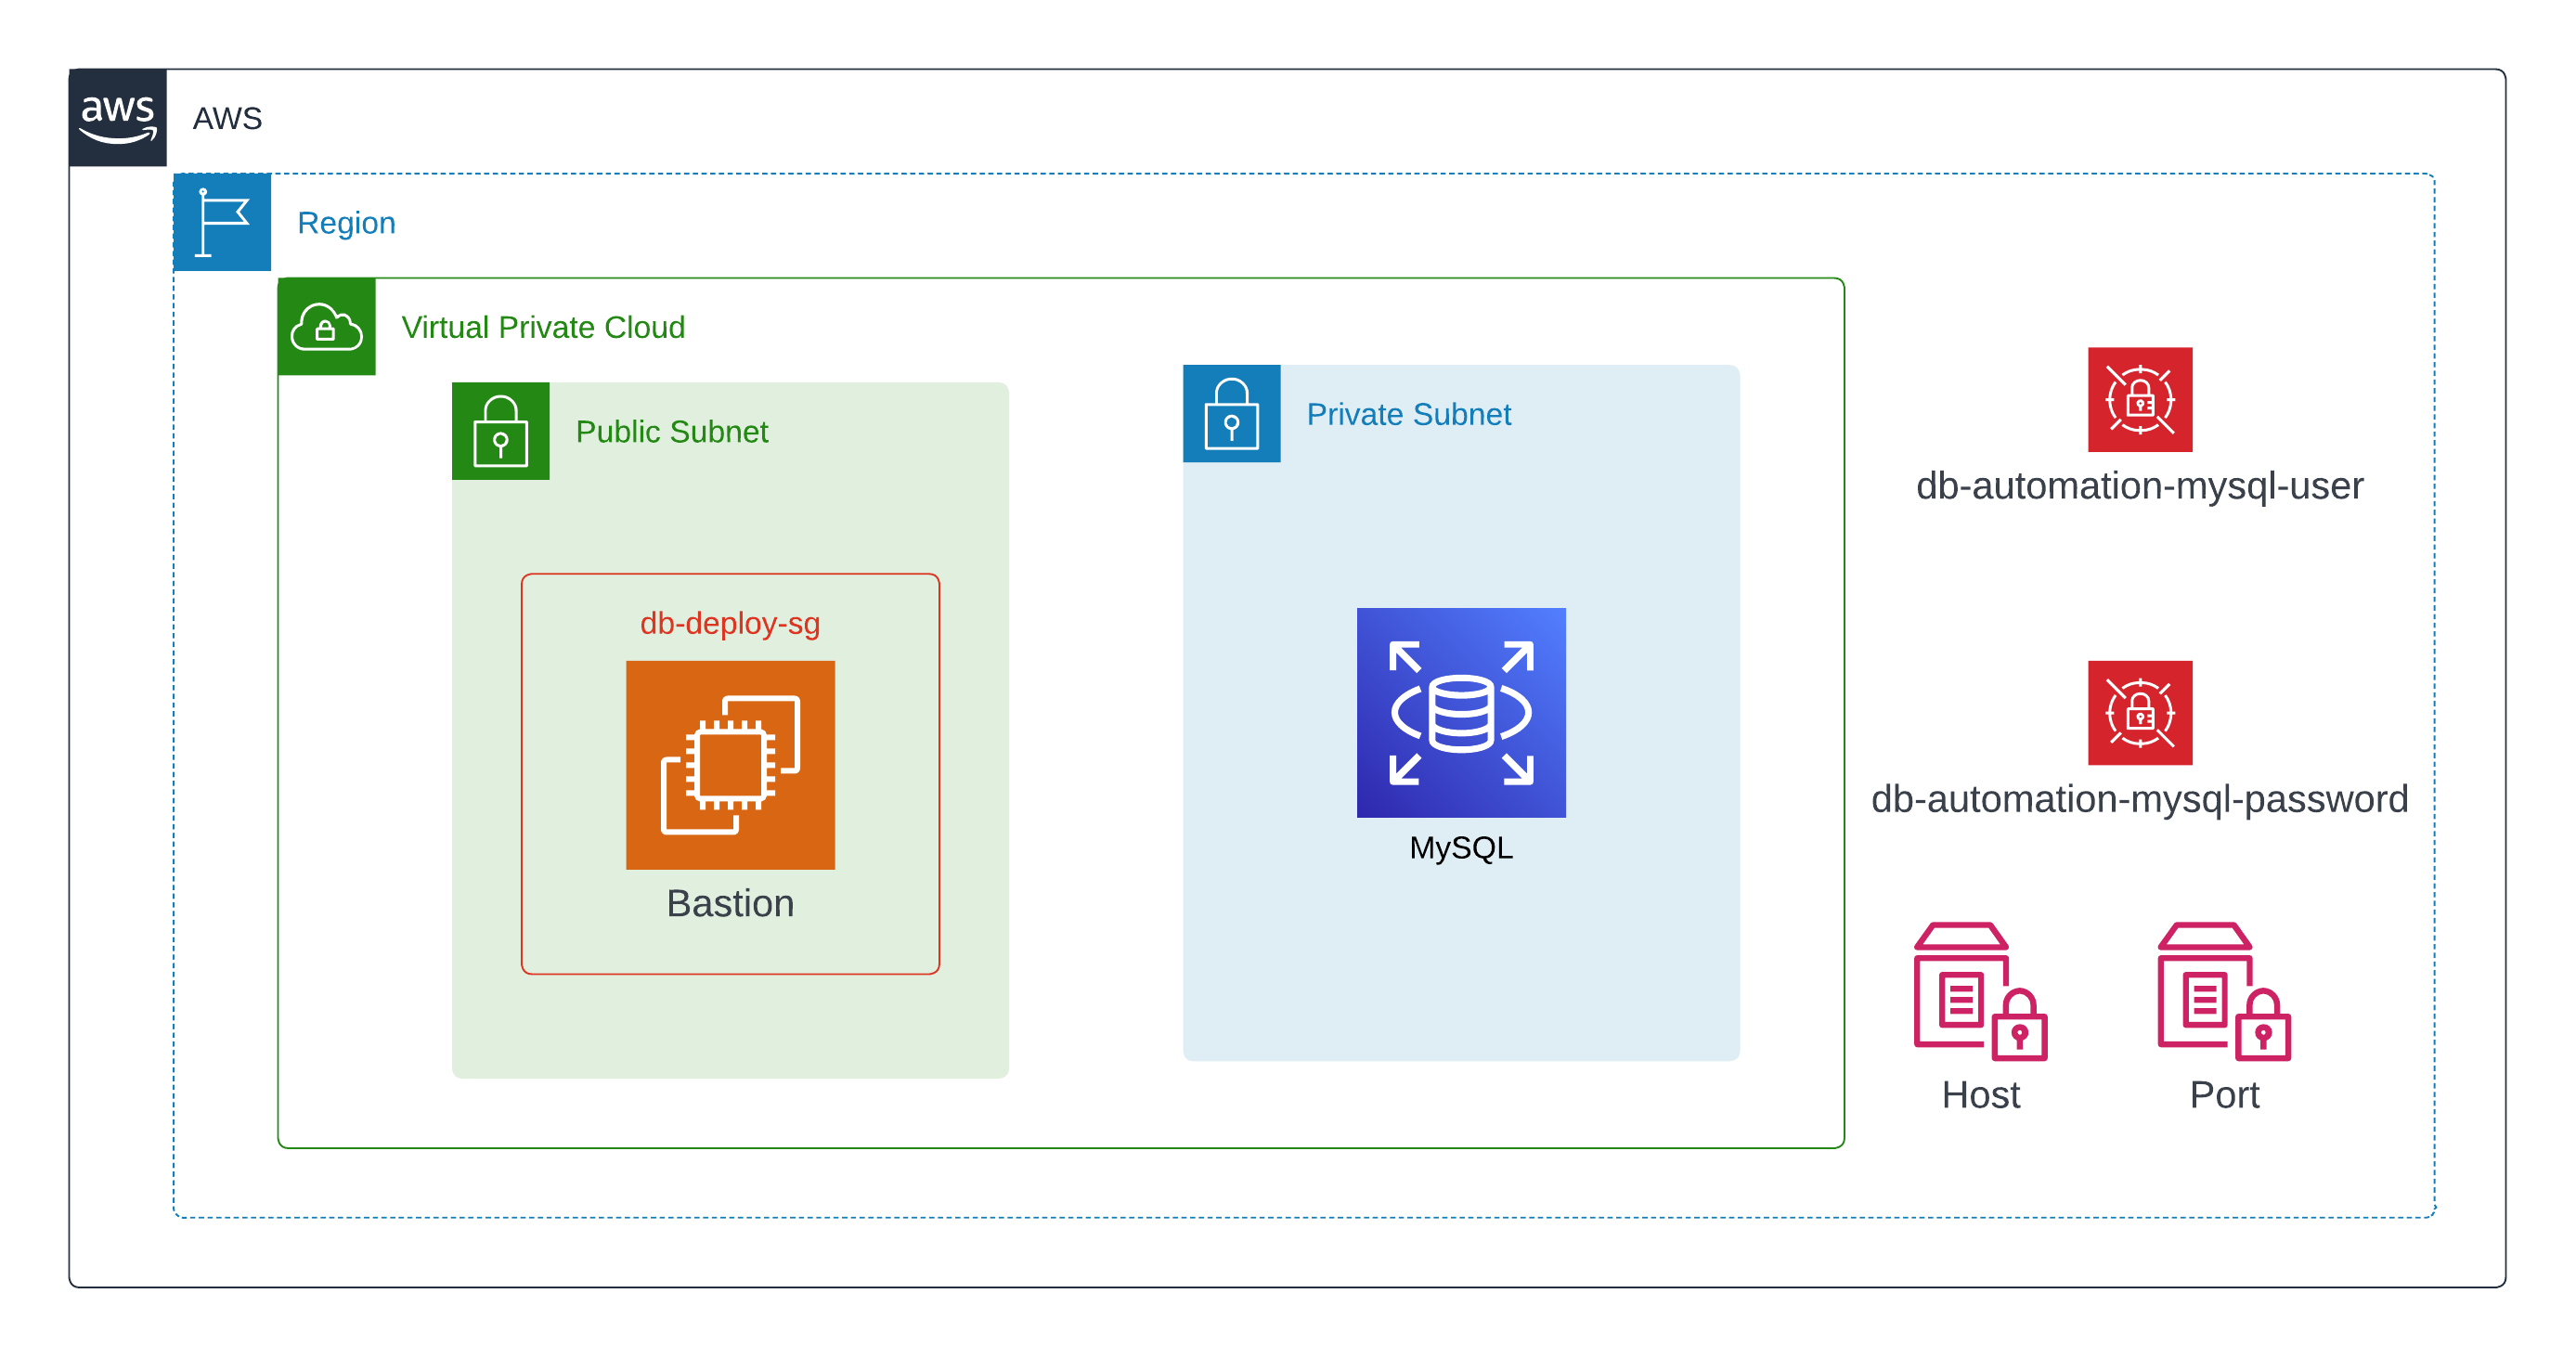 aws
AWS
Region
Virtual Private Cloud
Public Subnet
Private Subnet
db-automation-mysql-user
db-deploy-sg
db-automation-mysql-password
MySQL
Bastion
Host
Port